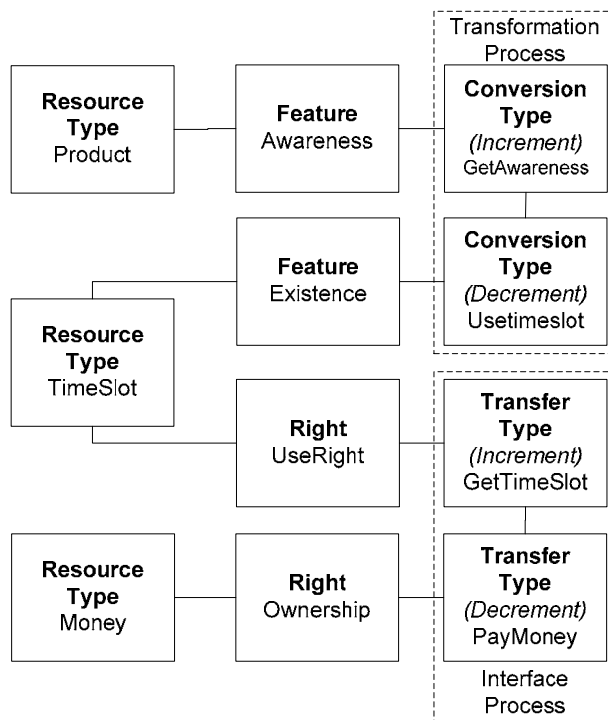 Transformation
Process
Resource
Type
Product
Feature
Awareness
Conversion
Type
(Increment)
GetAwareness
Feature
Existence
Conversion
Type
(Decrement)
Usetimeslot
Resource
Type
TimeSlot
Right
UseRight
Transfer
Type
(Increment)
GetTimeSlot
Resource
Type
Money
Right
Ownership
Transfer
Type
(Decrement)
PayMoney
Interface
Process